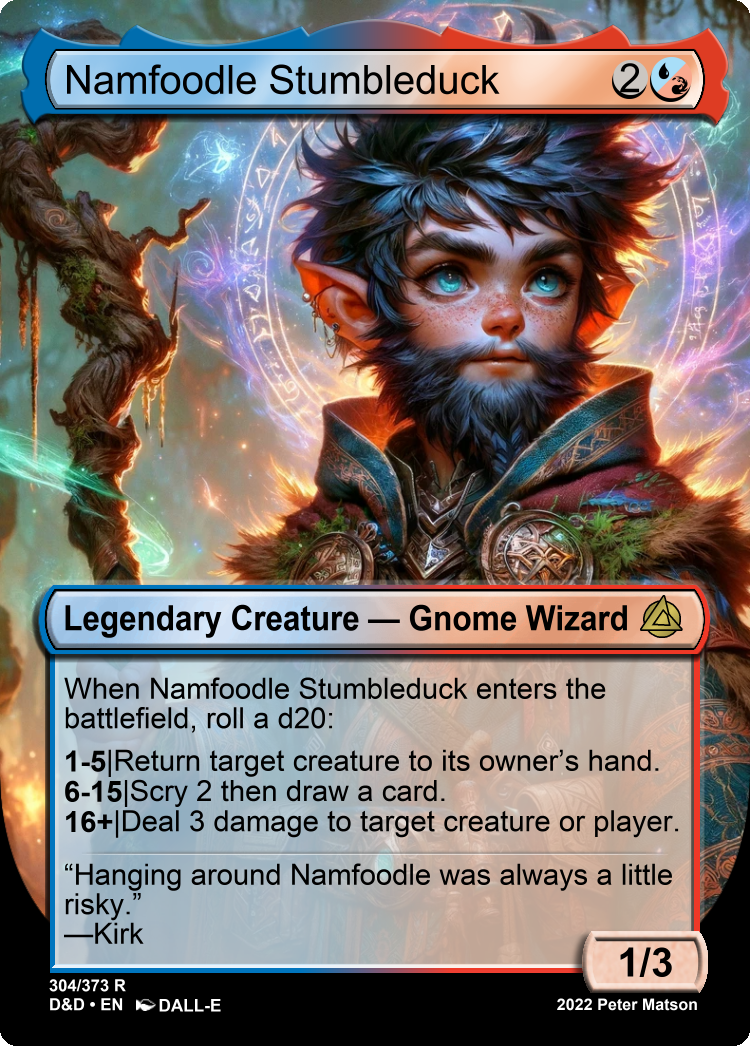 Namfoodle Stumbleduck 2
Legendary Creature — Gnome Wizard
When Namfoodle Stumbleduck enters the
battlefield, roll a d20:
1-5|Return target creature to its owner’s hand.
6-15|Scry 2 then draw a card.
16+|Deal 3 damage to target creature or player.
“Hanging around Namfoodle was always a little
risky.”
—Kirk
1/3
304/373 R
D&D • EN DALL-E
2022 Peter Matson